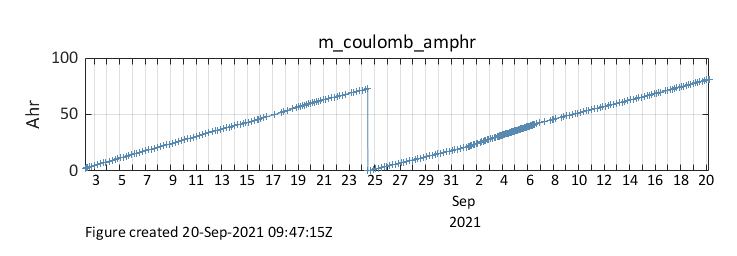 m_coulomb_amphr
Ahr
100
50
0
3 5 7 9 11 13 15 17 19 21 23 25 27 29 31 2 4 6 8 10 12 14 16 18 20
Sep
2021
Figure created 20-Sep-2021 09:47:15Z